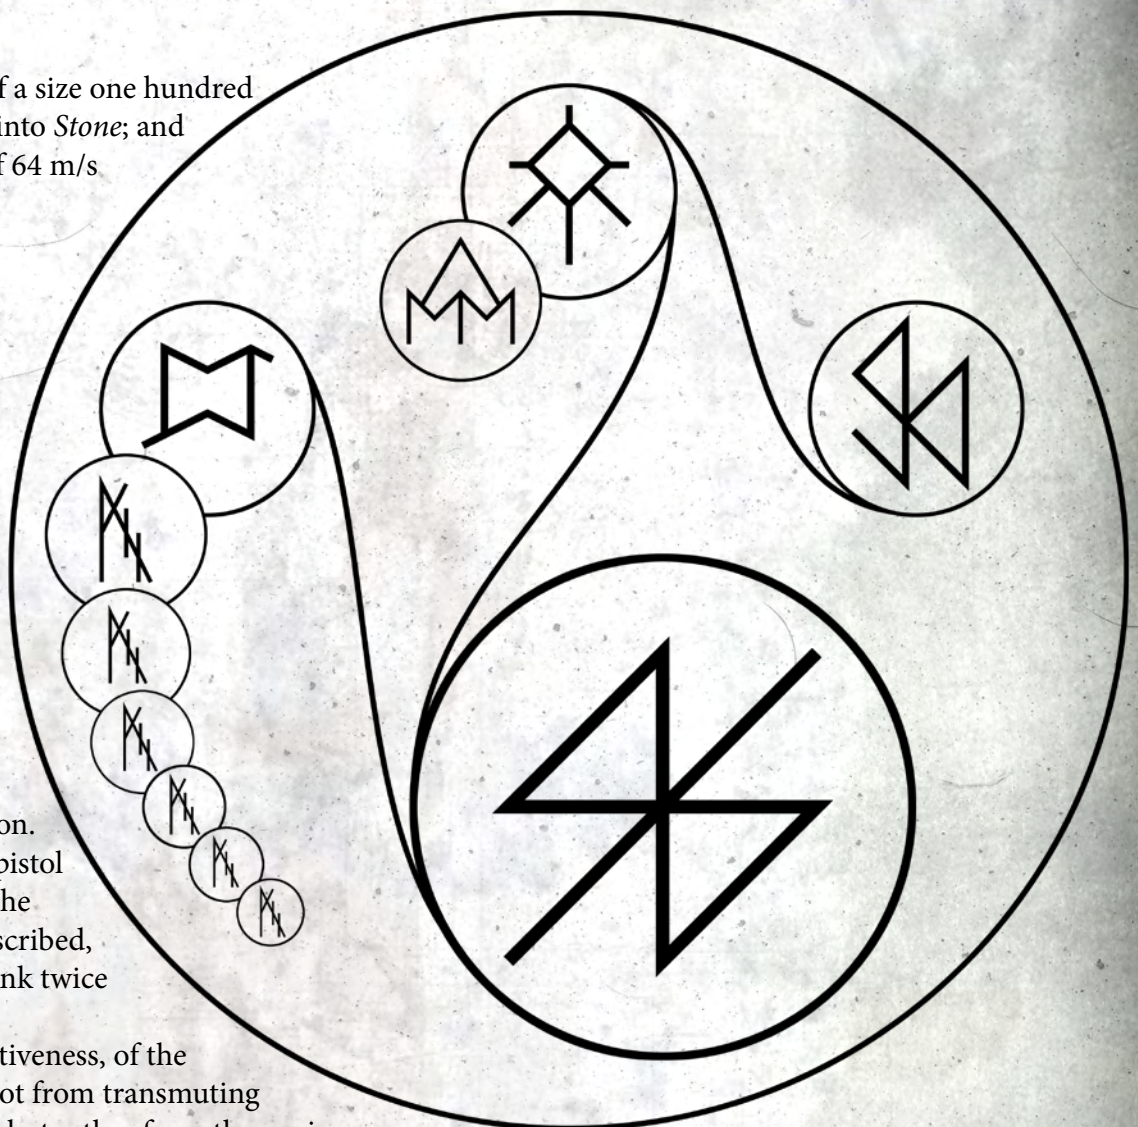 f a size one hundred
into Stone; and
f 64 m/s
on.
pistol
he
scribed,
nk twice
tiveness, of the
ot from transmuting